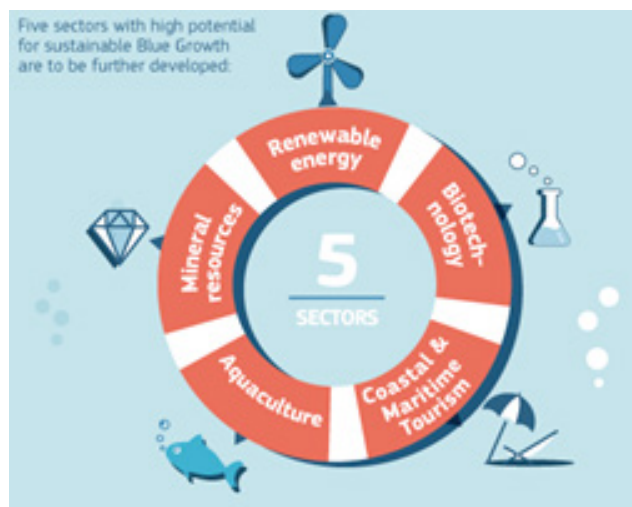 Five sectors with high potential
for sustainable Blue Growth
are to be further developed:
Renewable
energy
Biotech-
nology
Coastal &
Maritime
Tourism
Aquaculture
Mineral
resources
5
SECTORS